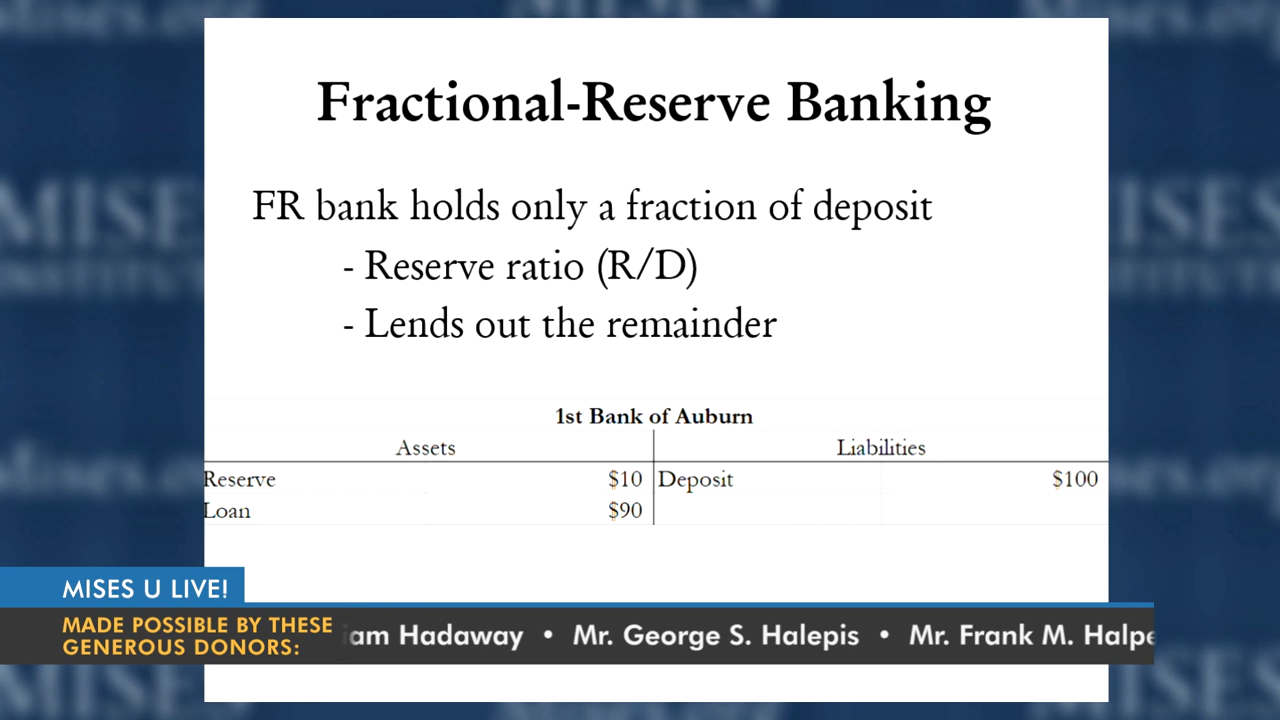 Fractional-Reserve Banking
FR bank holds only a fraction of deposit
- Reserve ratio (R/D)
- Lends out the remainder
1st Bank of Auburn
Assets Liabilities
Reserve $10 Deposit $100
Loan $90
MISES U LIVE!
MADE POSSIBLE BY THESE
GENEROUS DONORS:
iam Hadaway • Mr. George S. Halepis • Mr. Frank M. Halpe